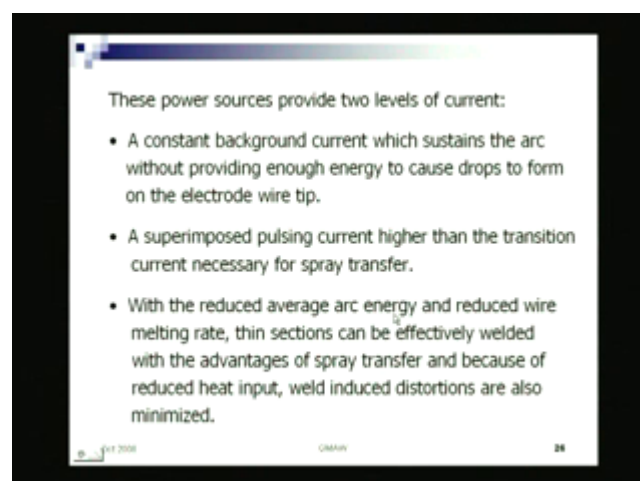 These power sources provide two levels of current:
• A constant background current which sustains the arc
without providing enough energy to cause drops to form
on the electrode wire tip.
• A superimposed pulsing current higher than the transition
current necessary for spray transfer.
• With the reduced average arc energy and reduced wire
melting rate, thin sections can be effectively welded
with the advantages of spray transfer and because of
reduced heat input, weld induced distortions are also
minimized.
GMAW
26